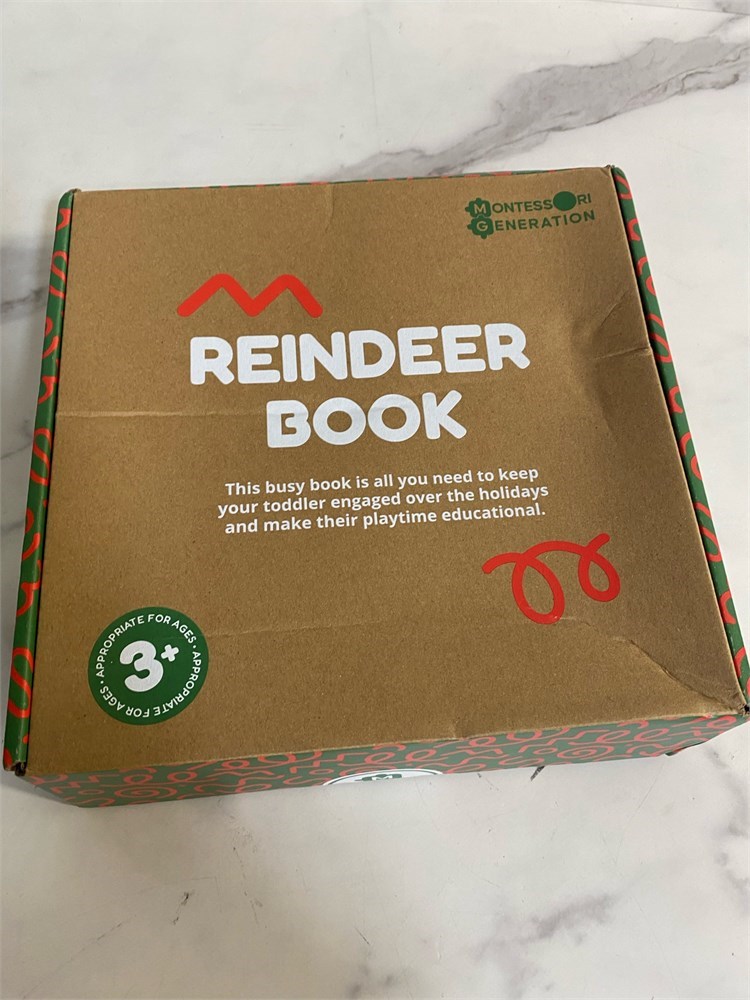 MONTESSORI
GENERATION
REINDEER
BOOK
This busy book is all you need to keep
your toddler engaged over the holidays
and make their playtime educational.
APPROPRIATE FOR AGES • APPROPRIATE FOR AGES •
3+
M